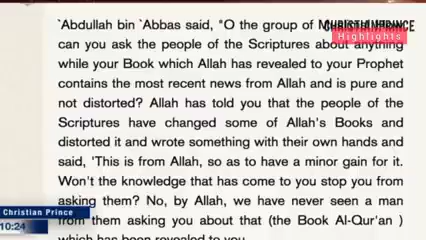 `Abdullah bin `Abbas said, "O the group of
CHRISTIAN PRINCE
Highlights
can you ask the people of the Scriptures about anything
while your Book which Allah has revealed to your Prophet
contains the most recent news from Allah and is pure and
not distorted? Allah has told you that the people of the
Scriptures have changed some of Allah's Books and
distorted it and wrote something with their own hands and
said, 'This is from Allah, so as to have a minor gain for it.
Won't the knowledge that has come to you stop you from
asking them? No, by Allah, we have never seen a man
from them asking you about that (the Book Al-Qur'an )
which has been revealed to you
Christian Prince
10:24